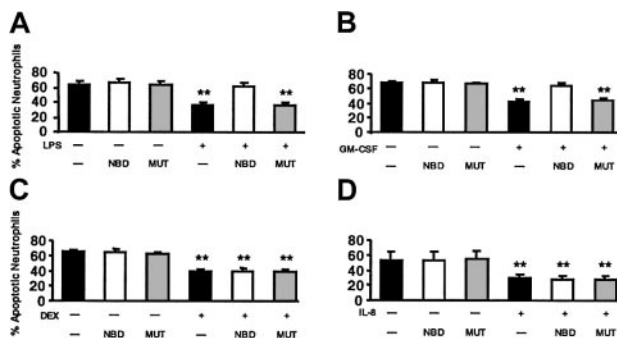 A
% Apoptotic Neutrophils
80
60
40
20
0
** **
LPS — — — + + +
— NBD MUT — NBD MUT
B
80
60
40
20
0
** **
GM-CSF — — — + + +
— NBD MUT — NBD MUT
C
% Apoptotic Neutrophils
80
60
40
20
0
** ** **
DEX — — — + + +
— NBD MUT — NBD MUT
D
80
60
40
20
0
** ** **
IL-8 — — — + + +
— NBD MUT — NBD MUT